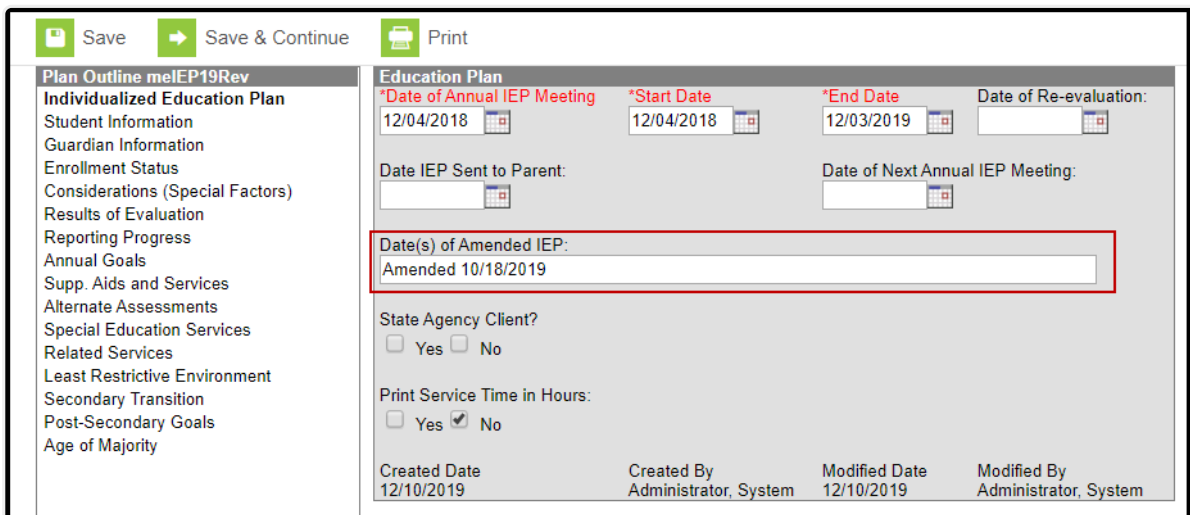 Save Save & Continue Print
Plan Outline meIEP19Rev
Individualized Education Plan
Student Information
Guardian Information
Enrollment Status
Considerations (Special Factors)
Results of Evaluation
Reporting Progress
Annual Goals
Supp. Aids and Services
Alternate Assessments
Special Education Services
Related Services
Least Restrictive Environment
Secondary Transition
Post-Secondary Goals
Age of Majority
Education Plan
*Date of Annual IEP Meeting *Start Date *End Date Date of Re-evaluation:
12/04/2018 12/04/2018 12/03/2019
Date IEP Sent to Parent: Date of Next Annual IEP Meeting:
Date(s) of Amended IEP:
Amended 10/18/2019
State Agency Client?
Yes No
Print Service Time in Hours:
Yes No
Created Date Created By Modified Date Modified By
12/10/2019 Administrator, System 12/10/2019 Administrator, System